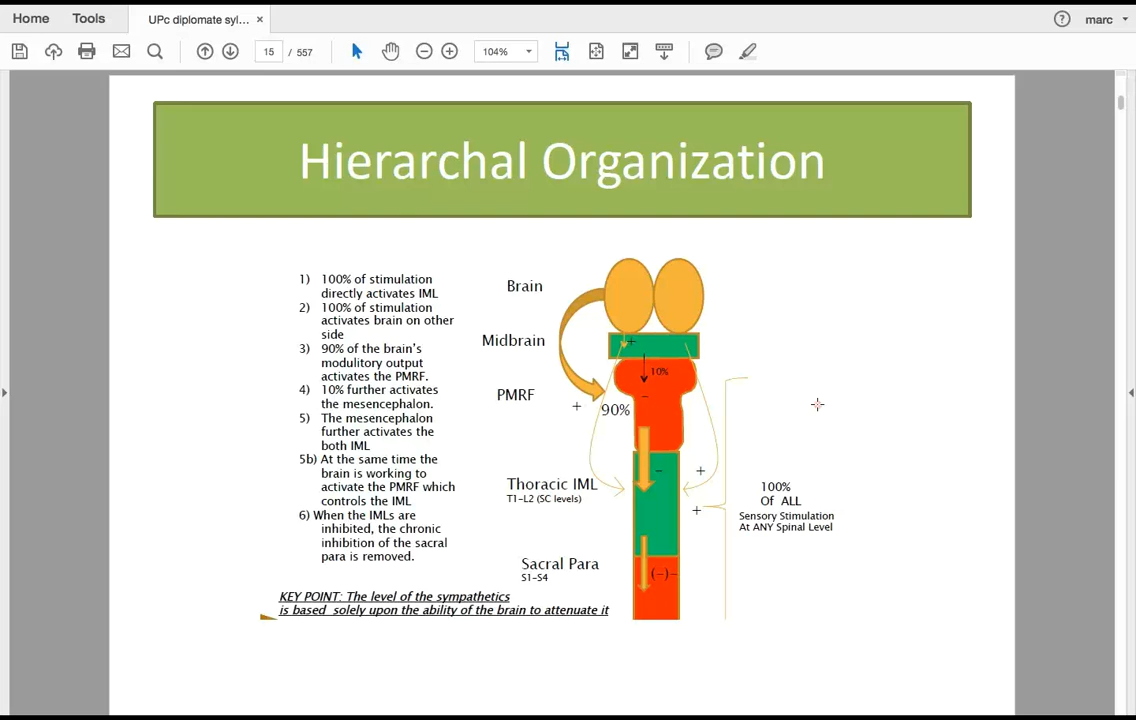 Home Tools UPc diplomate syl... × ? marc
15 / 557 104%
Hierarchal Organization
1) 100% of stimulation
directly activates IML
2) 100% of stimulation
activates brain on other
side
3) 90% of the brain's
modulitory output
activates the PMRF.
4) 10% further activates
the mesencephalon.
5) The mesencephalon
further activates the
both IML
5b) At the same time the
brain is working to
activate the PMRF which
controls the IML
6) When the IMLs are
inhibited, the chronic
inhibition of the sacral
para is removed.
KEY POINT: The level of the sympathetics
is based solely upon the ability of the brain to attenuate it
Brain
Midbrain
+
10%
PMRF
-
+
90%
Thoracic IML
T1-L2 (SC levels)
-
+
+
Sacral Para
S1-S4
(-)-
100%
Of ALL
Sensory Stimulation
At ANY Spinal Level